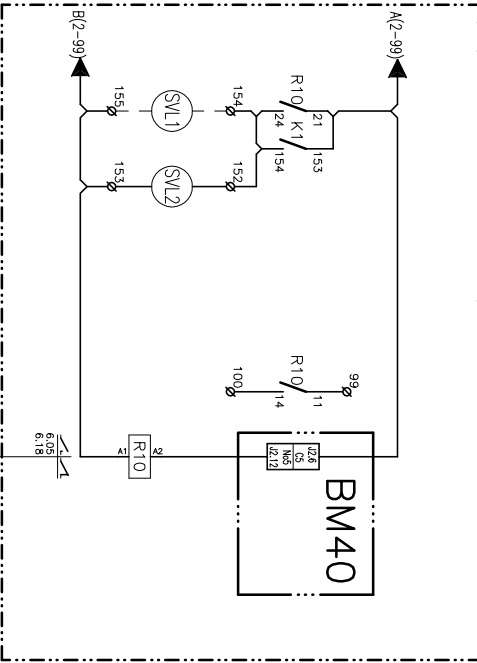 B(2-99)
A(2-99)
155
SVL1
154
R10
24
21
K1
154
153
153
SVL2
152
100
R10
14
11
99
BM40
J2.6
C5
No5
J2.12
A1
R10
A2
6.05
6.18